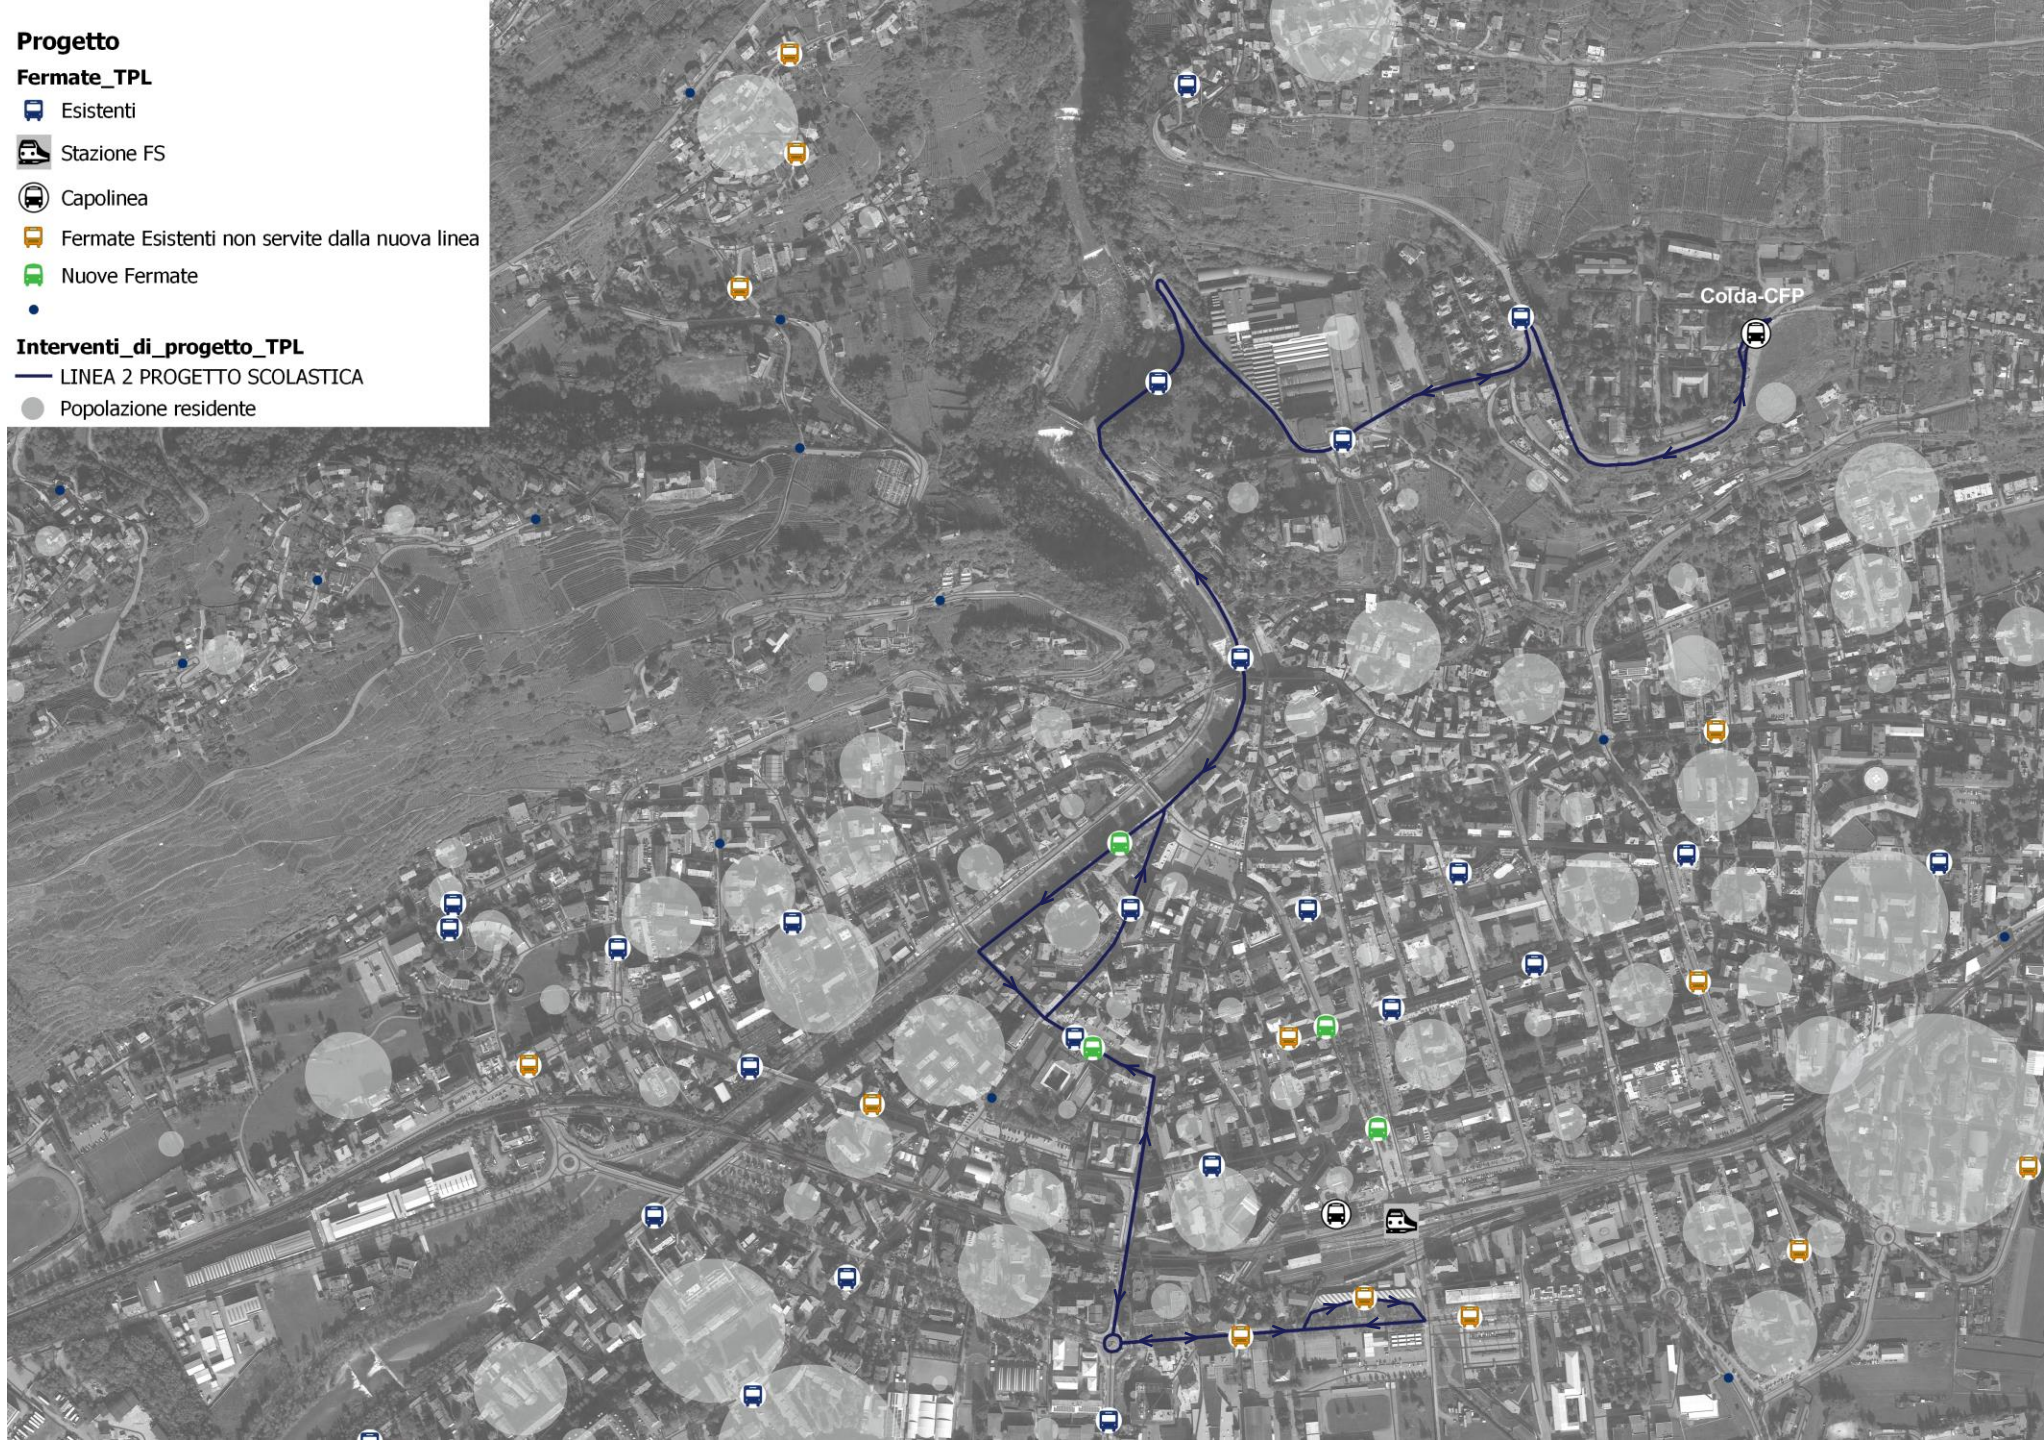 Progetto
Fermate_TPL
Esistenti
Stazione FS
Capolinea
Fermate Esistenti non servite dalla nuova linea
Nuove Fermate
Interventi_di_progetto_TPL
LINEA 2 PROGETTO SCOLASTICA
Popolazione residente
Colda-CFP